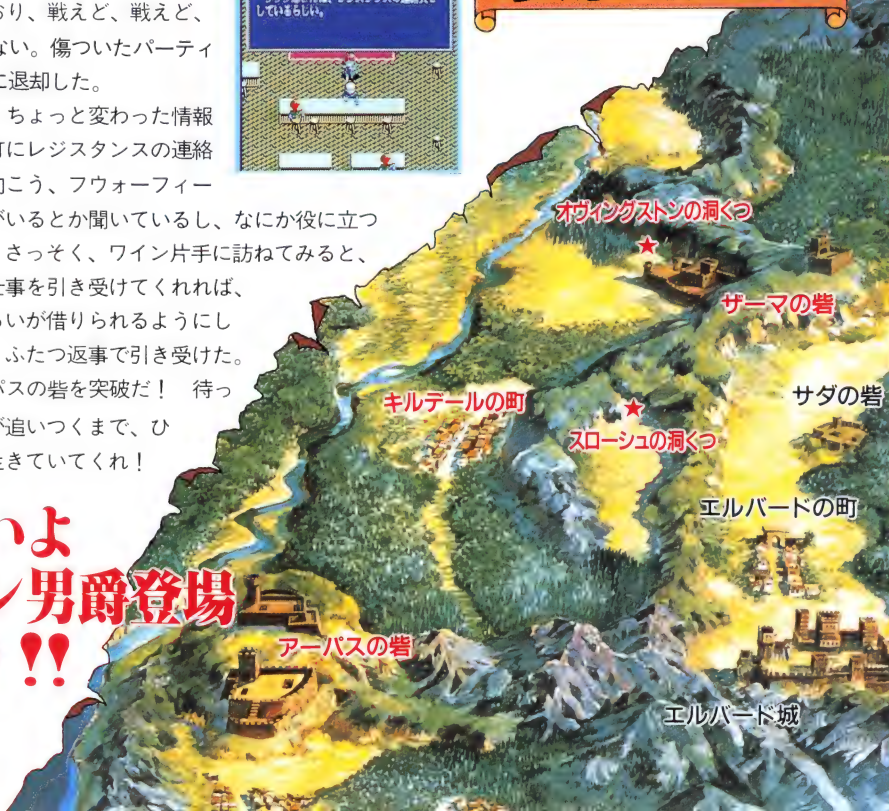 おり、戦えど、戦えど、
ない。傷ついたパーティ
に退却した。
ちょっと変わった情報
町にレジスタンスの連絡
向こう、フウォーフィー
がいるとか聞いているし、なにか役に立つ
さっそく、ワイン片手に訪ねてみると、
仕事を引き受けてくれれば、
らいが借りられるようにし
ふたつ返事で引き受けた。
パスの砦を突破だ！　待っ
が追いつくまで、ひ
生きていてくれ！
いよ
ン男爵登場
!!
しているらしい。
オヴィングストンの洞くつ
ザーマの砦
キルデールの町
サダの砦
スローシュの洞くつ
エルバードの町
アーパスの砦
エルバード城